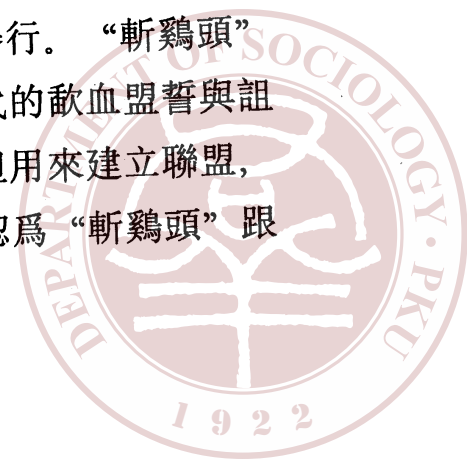 行。 “斬鷄頭”
的歃血盟誓與詛
用來建立聯盟,
爲 “斬鷄頭” 跟
DEPARTMENT OF SOCIOLOGY · PKU
1922